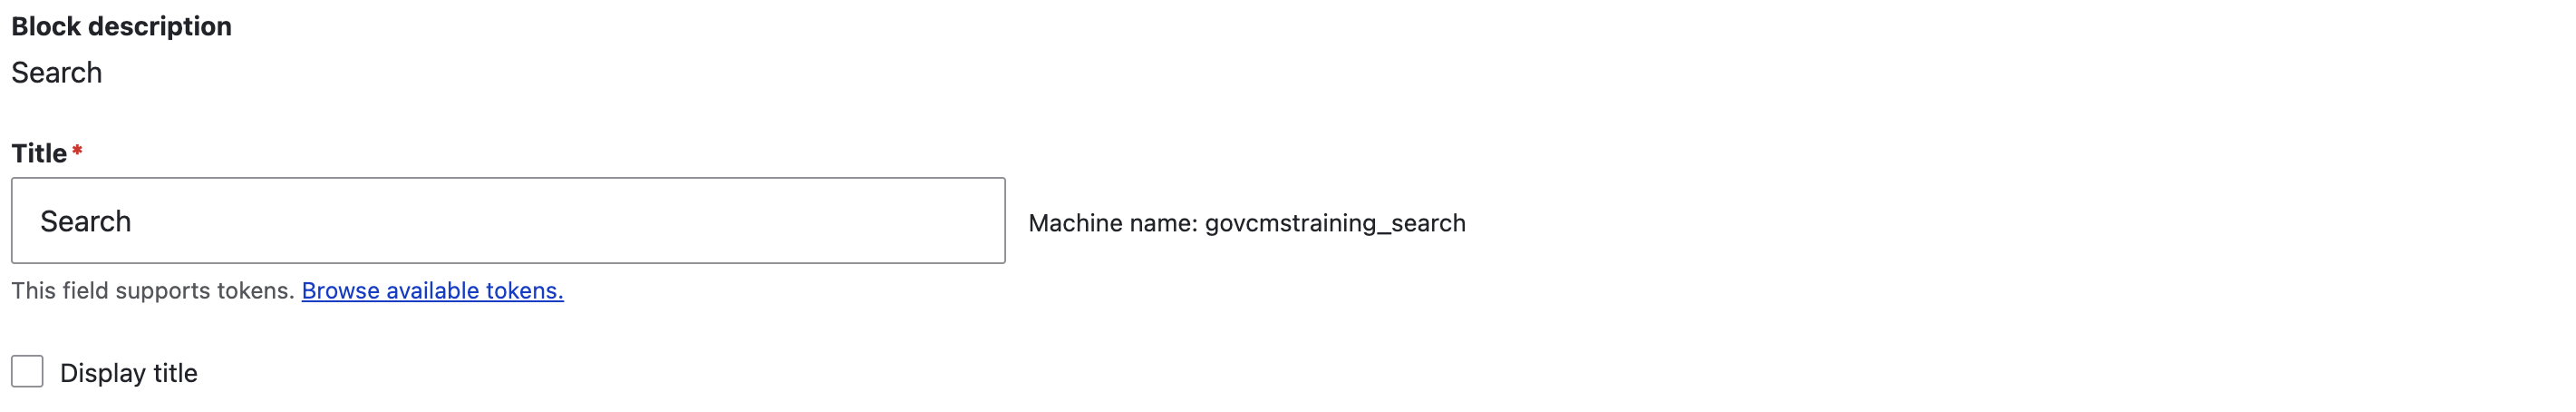 Block description
Search
Title*
Search
Machine name: govcmstraining_search
This field supports tokens. Browse available tokens.
Display title